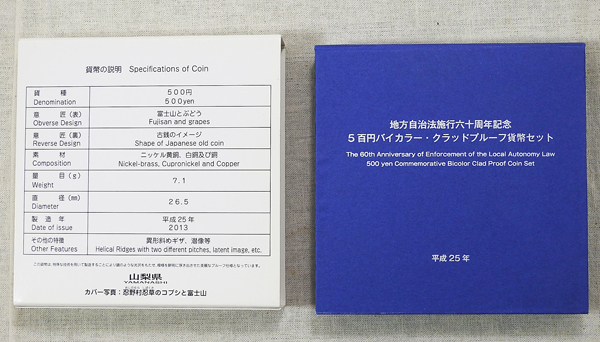 貨幣の説明 Specifications of Coin
貨種 500円
Denomination 500yen
意匠(表) 富士山とぶどう
Obverse Design Fujisan and grapes
意匠(裏) 古銭のイメージ
Reverse Design Shape of Japanese old coin
素材 ニッケル黄銅、白銅及び銅
Composition Nickel-brass, Cupronickel and Copper
量目(g) 7.1
Weight
直径(㎜) 26.5
Diameter
製造年 平成25年
Date of issue 2013
その他の特徴 異形斜めギザ、潜像等
Other Features Helical Ridges with two different pitches, latent image, etc.
山梨県
YAMANASHI
カバー写真:忍野村忍草のコブシと富士山
地方自治法施行六十周年記念
5百円バイカラー・クラッドプルーフ貨幣セット
The 60th Anniversary of Enforcement of the Local Autonomy Law
500 yen Commemorative Bicolor Clad Proof Coin Set
平成25年